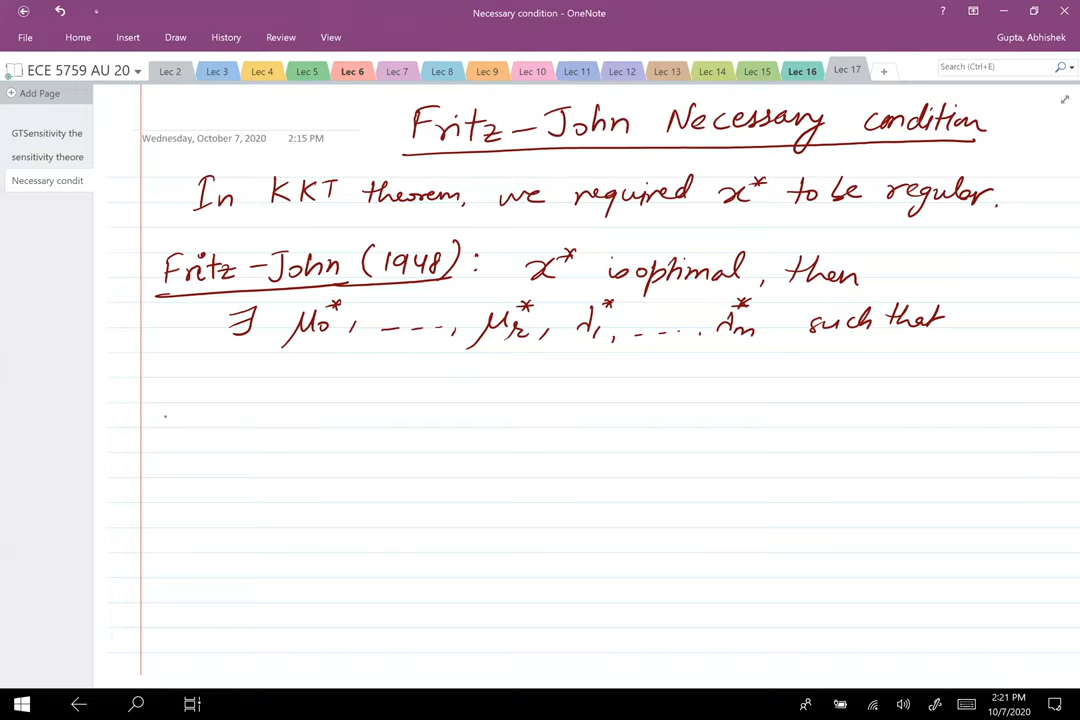 Necessary condition - OneNote
? Gupta, Abhishek
File Home Insert Draw History Review View
ECE 5759 AU 20 Lec 2 Lec 3 Lec 4 Lec 5 Lec 6 Lec 7 Lec 8 Lec 9 Lec 10 Lec 11 Lec 12 Lec 13 Lec 14 Lec 15 Lec 16 Lec 17 + Search (Ctrl+E)
+ Add Page
GTSensitivity the
sensitivity theore
Necessary condit
Fritz-John Necessary condition
Wednesday, October 7, 2020 2:15 PM
In KKT theorem, we required x* to be regular.
Fritz-John (1948): x* is optimal, then
∃ μ₀*, ----, μᵣ*, λ₁*, ..... λₘ* such that
2:21 PM
10/7/2020